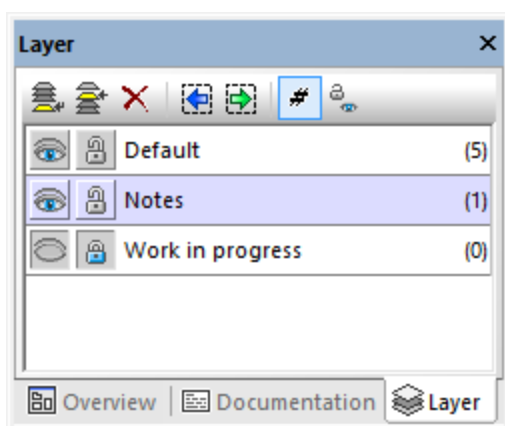 Layer
#
Default (5)
Notes (1)
Work in progress (0)
Overview Documentation Layer